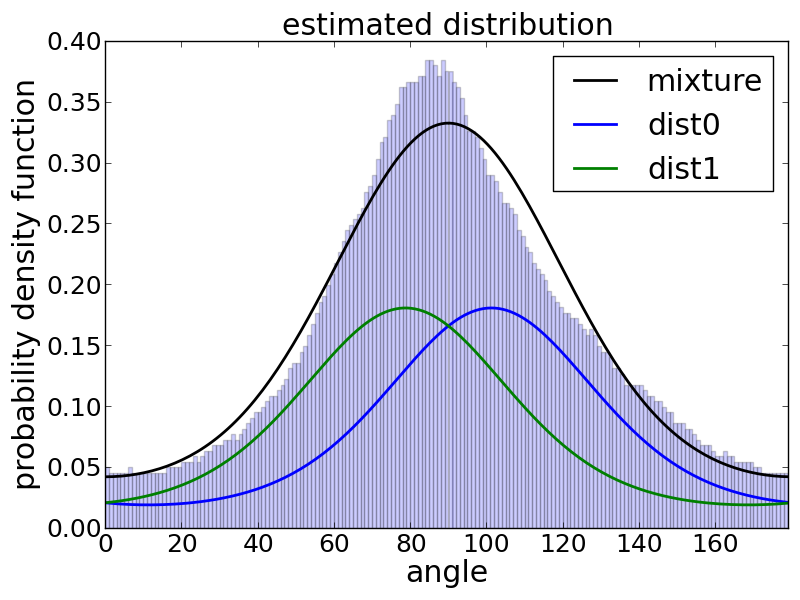 estimated distribution
probability density function
0.40
0.35
0.30
0.25
0.20
0.15
0.10
0.05
0.00
mixture
dist0
dist1
0 20 40 60 80 100 120 140 160
angle